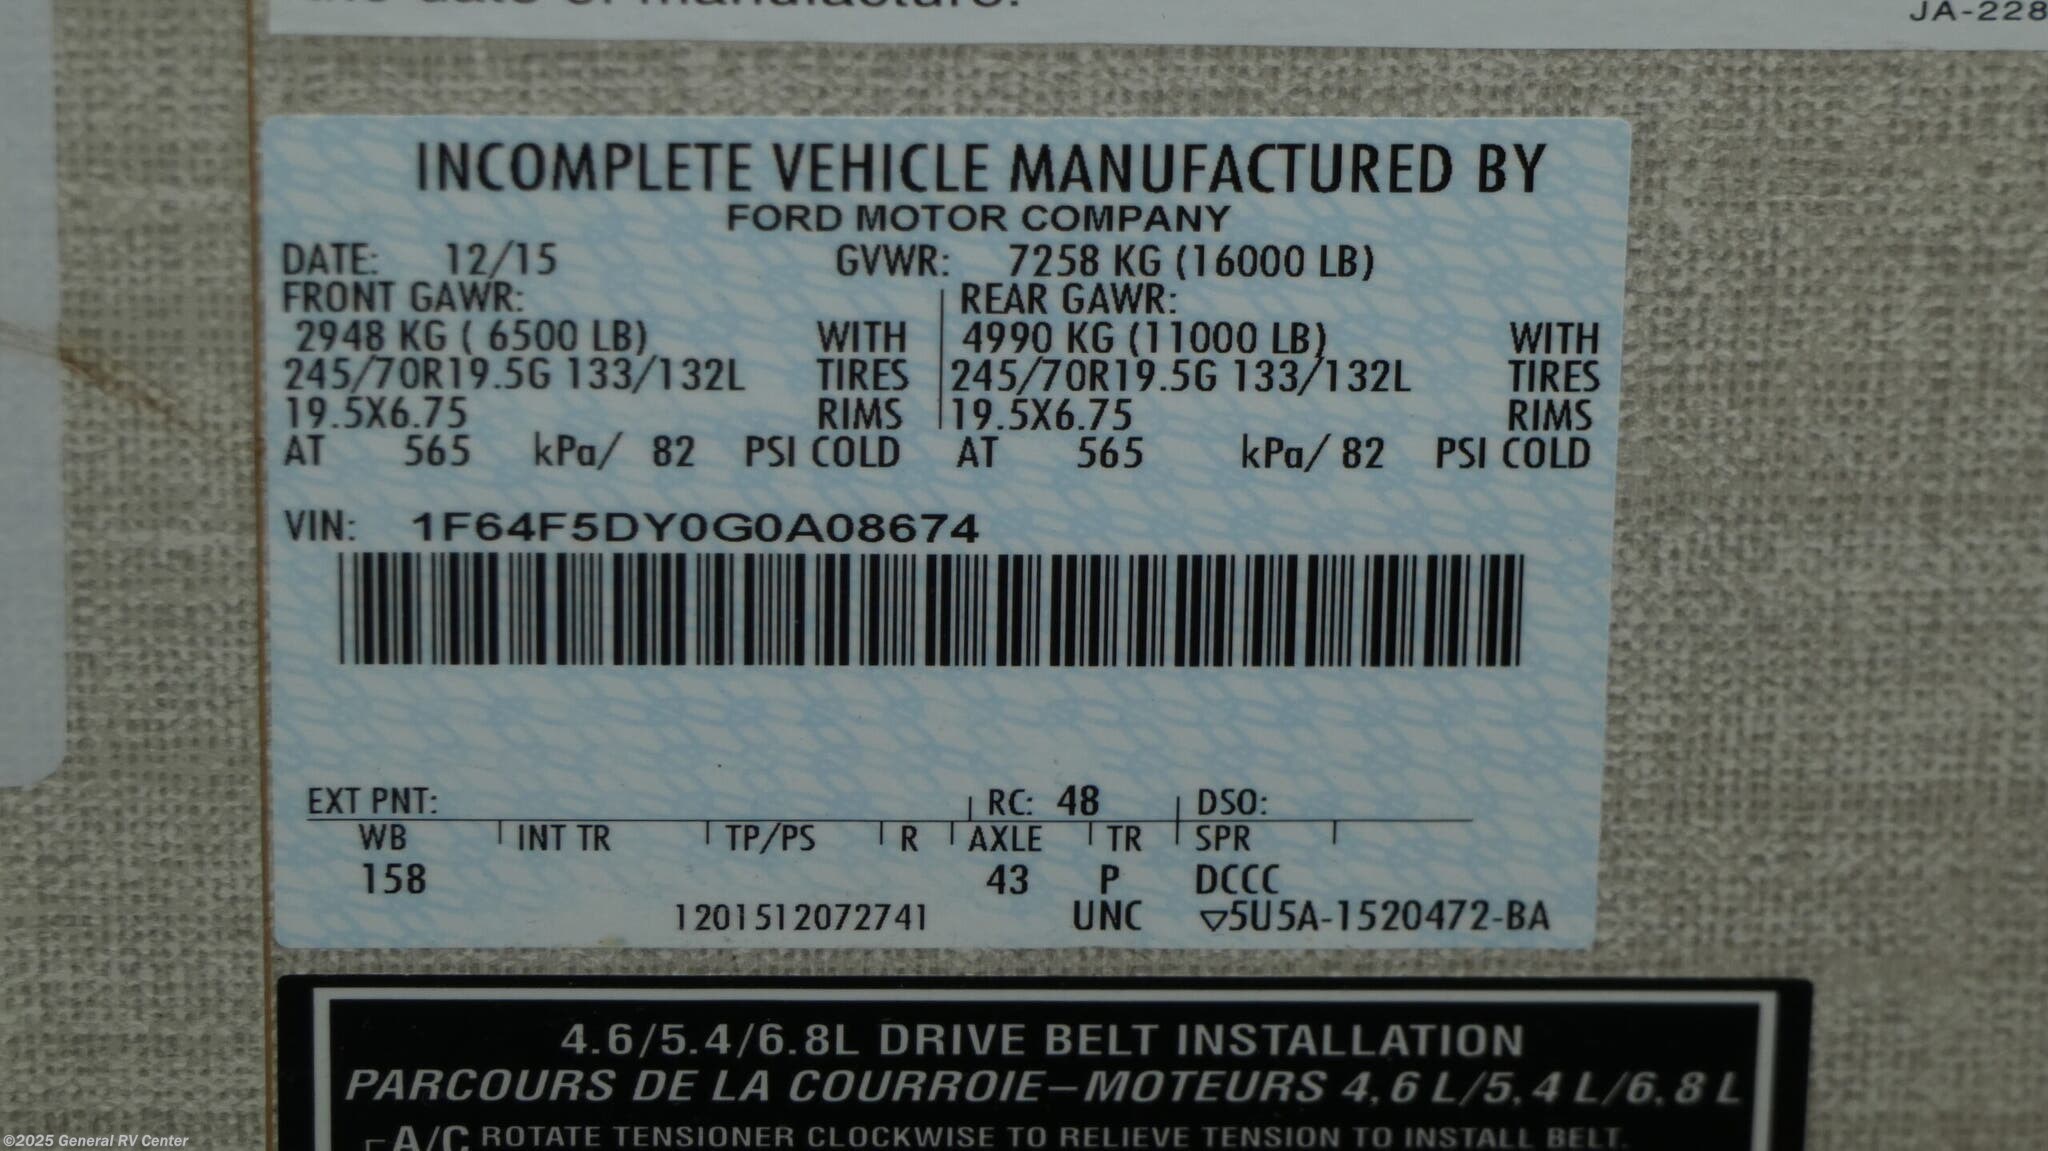 the date of manufacture.
JA-228
INCOMPLETE VEHICLE MANUFACTURED BY
FORD MOTOR COMPANY
DATE: 12/15 GVWR: 7258 KG (16000 LB)
FRONT GAWR: REAR GAWR:
2948 KG ( 6500 LB) WITH 4990 KG (11000 LB) WITH
245/70R19.5G 133/132L TIRES 245/70R19.5G 133/132L TIRES
19.5X6.75 RIMS 19.5X6.75 RIMS
AT 565 kPa/ 82 PSI COLD AT 565 kPa/ 82 PSI COLD
VIN: 1F64F5DY0G0A08674
EXT PNT: RC: 48 DSO:
WB INT TR TP/PS R AXLE TR SPR
158 43 P DCCC
1201512072741 UNC ▽5U5A-1520472-BA
4.6/5.4/6.8L DRIVE BELT INSTALLATION
PARCOURS DE LA COURROIE—MOTEURS 4,6 L/5,4 L/6,8 L
A/C ROTATE TENSIONER CLOCKWISE TO RELIEVE TENSION TO INSTALL BELT.
©2025 General RV Center